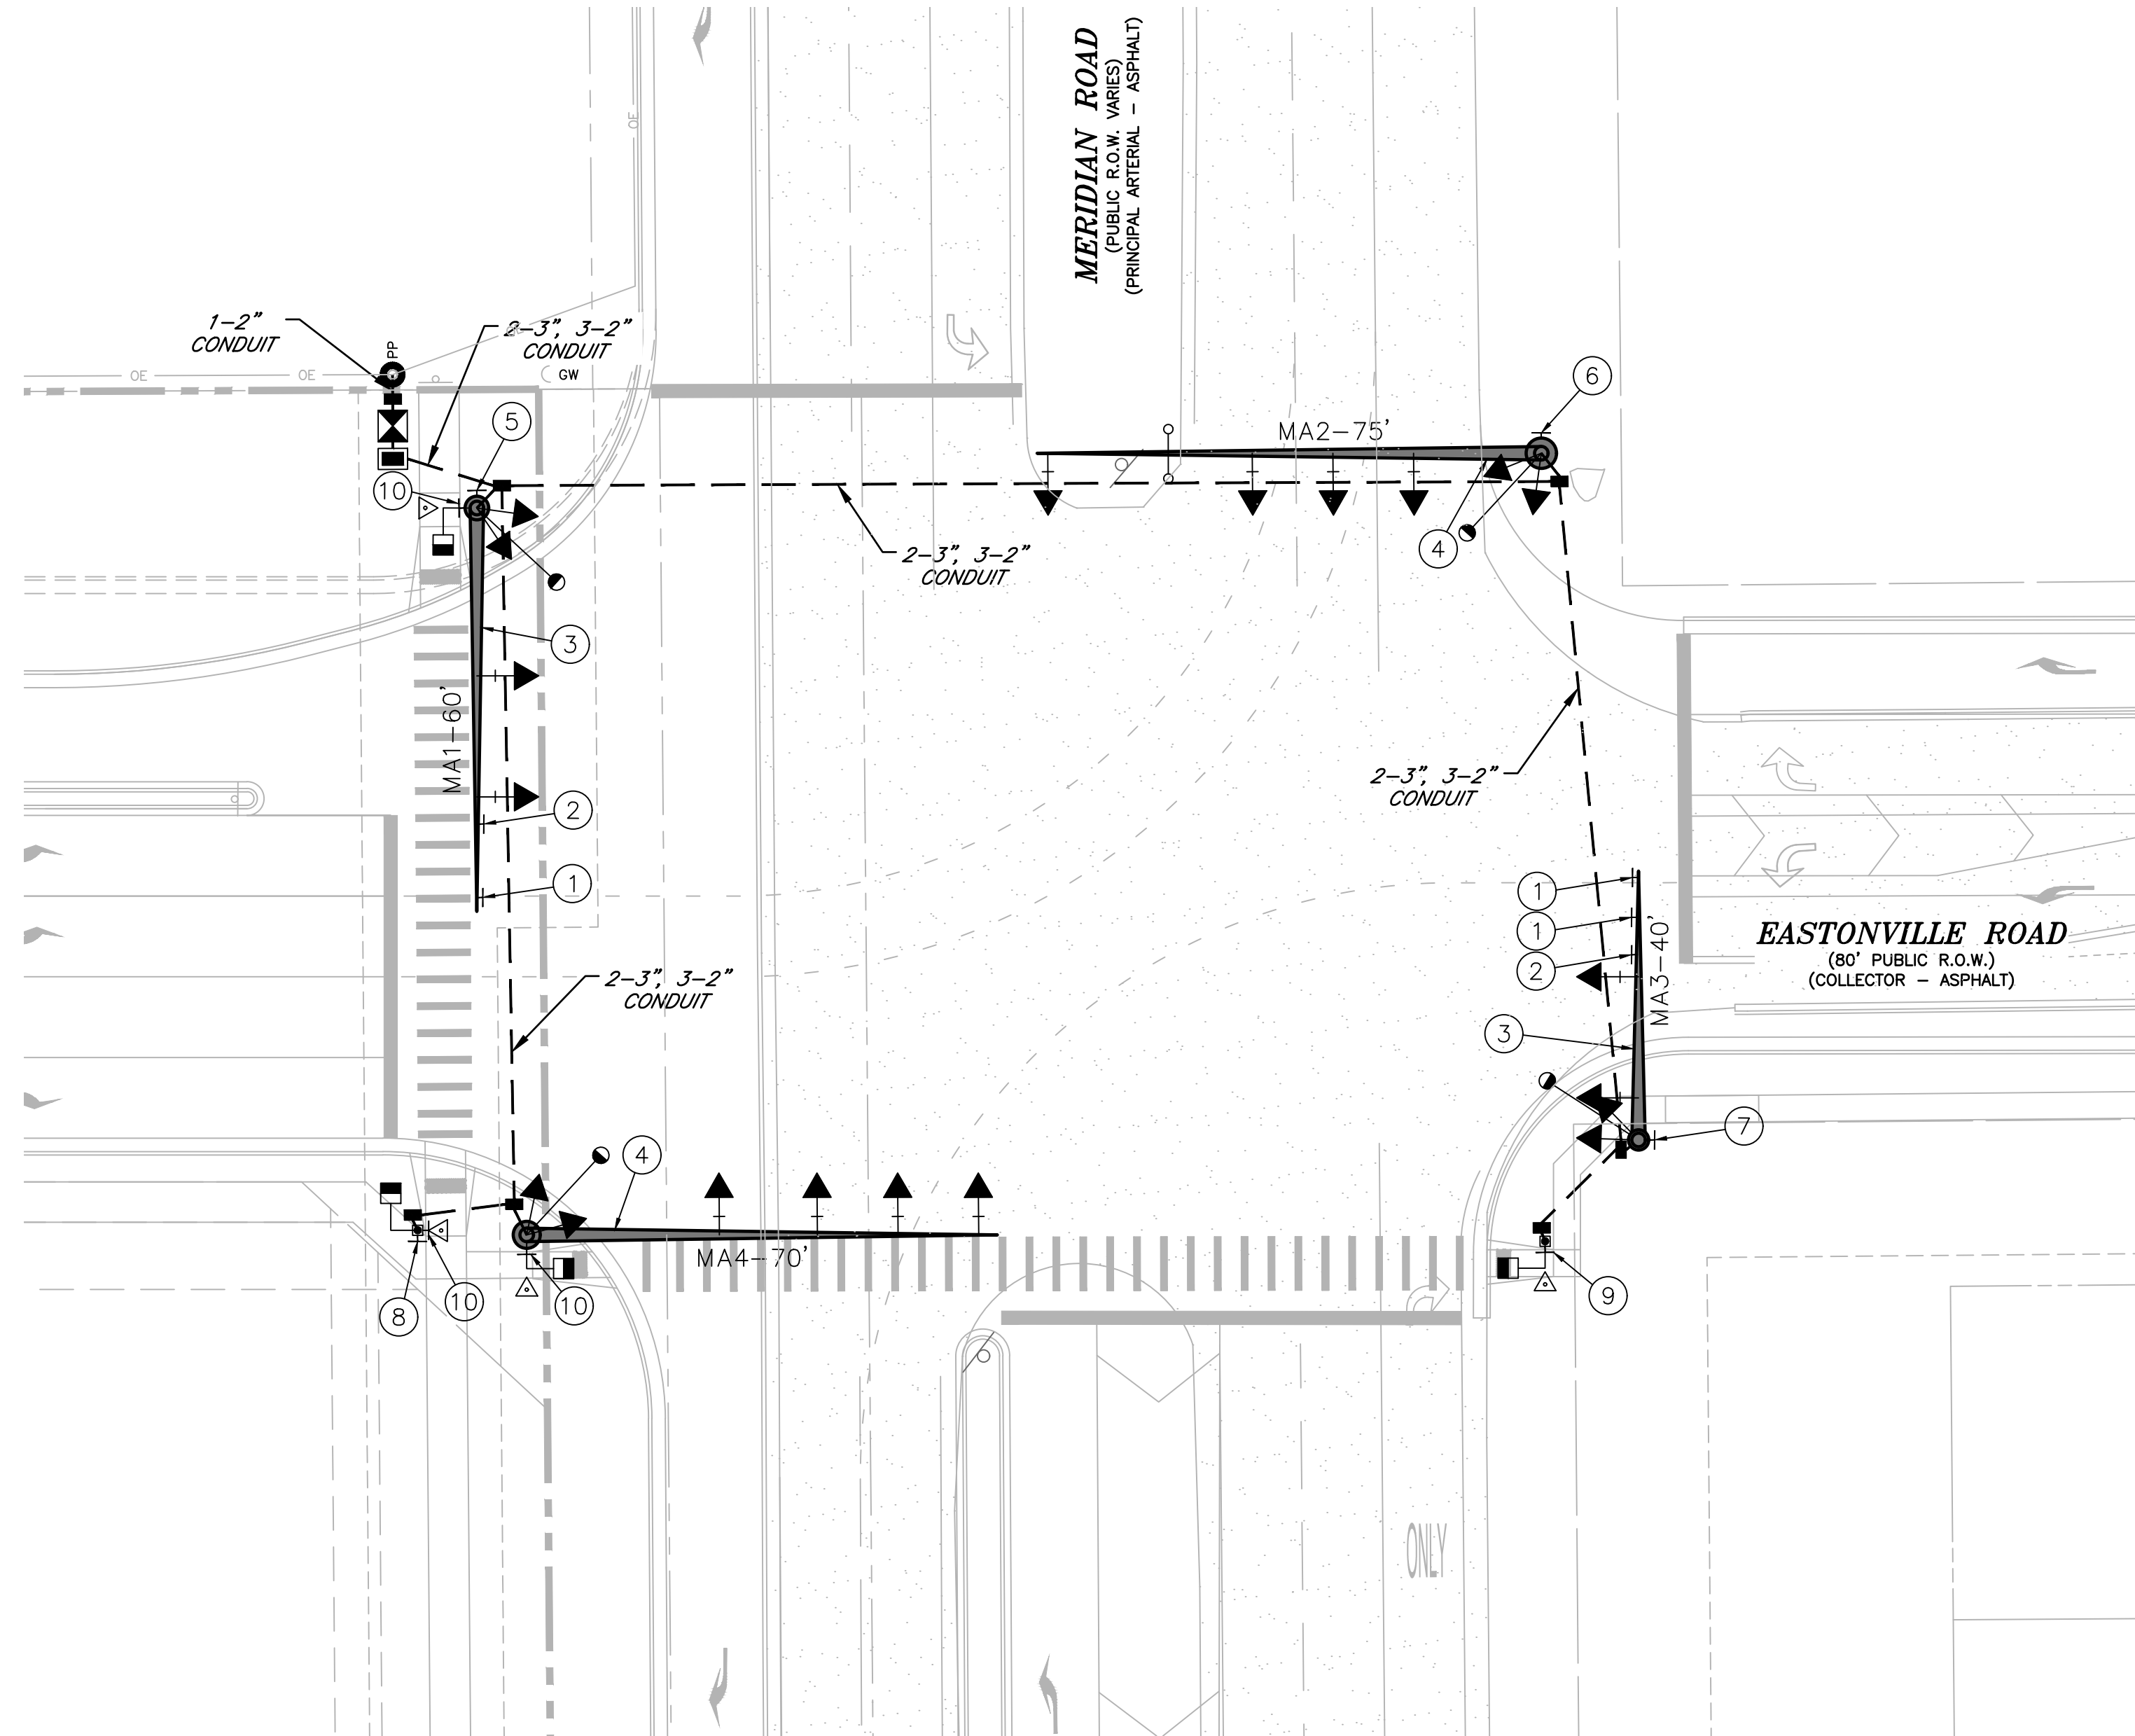 MERIDIAN ROAD
(PUBLIC R.O.W. VARIES)
(PRINCIPAL ARTERIAL - ASPHALT)
OE
1-2"
CONDUIT
2-3", 3-2"
CONDUIT
PP
OE
OE
GW
6
5
MA2-75'
10
4
2-3", 3-2"
CONDUIT
3
MA1-60'
2-3", 3-2"
CONDUIT
2
1
1
1
2
EASTONVILLE ROAD
(80' PUBLIC R.O.W.)
(COLLECTOR - ASPHALT)
MA3-40'
2-3", 3-2"
CONDUIT
3
7
4
MA4-70'
8
10
10
9
ONLY